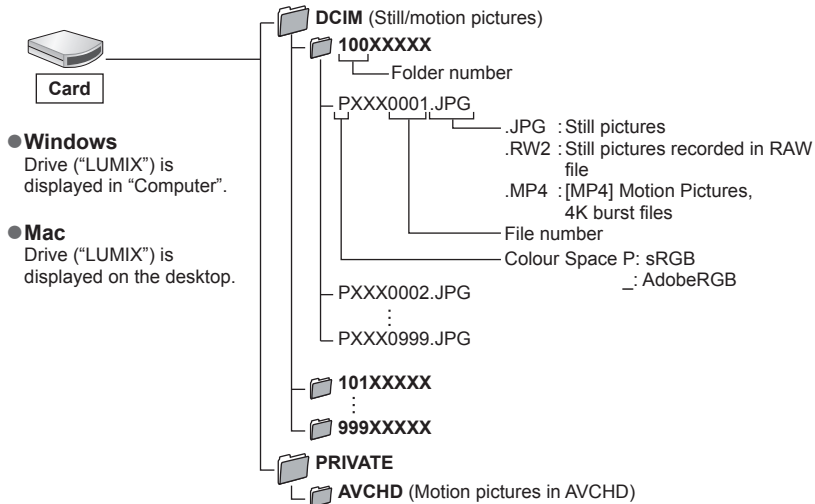 DCIM (Still/motion pictures)
100XXXXX
Folder number
Card
PXXX0001.JPG
.JPG : Still pictures
.RW2 : Still pictures recorded in RAW
file
.MP4 : [MP4] Motion Pictures,
4K burst files
File number
Colour Space P: sRGB
_: AdobeRGB
●Windows
Drive (“LUMIX”) is
displayed in “Computer”.
●Mac
Drive (“LUMIX”) is
displayed on the desktop.
PXXX0002.JPG
PXXX0999.JPG
101XXXXX
999XXXXX
PRIVATE
AVCHD (Motion pictures in AVCHD)